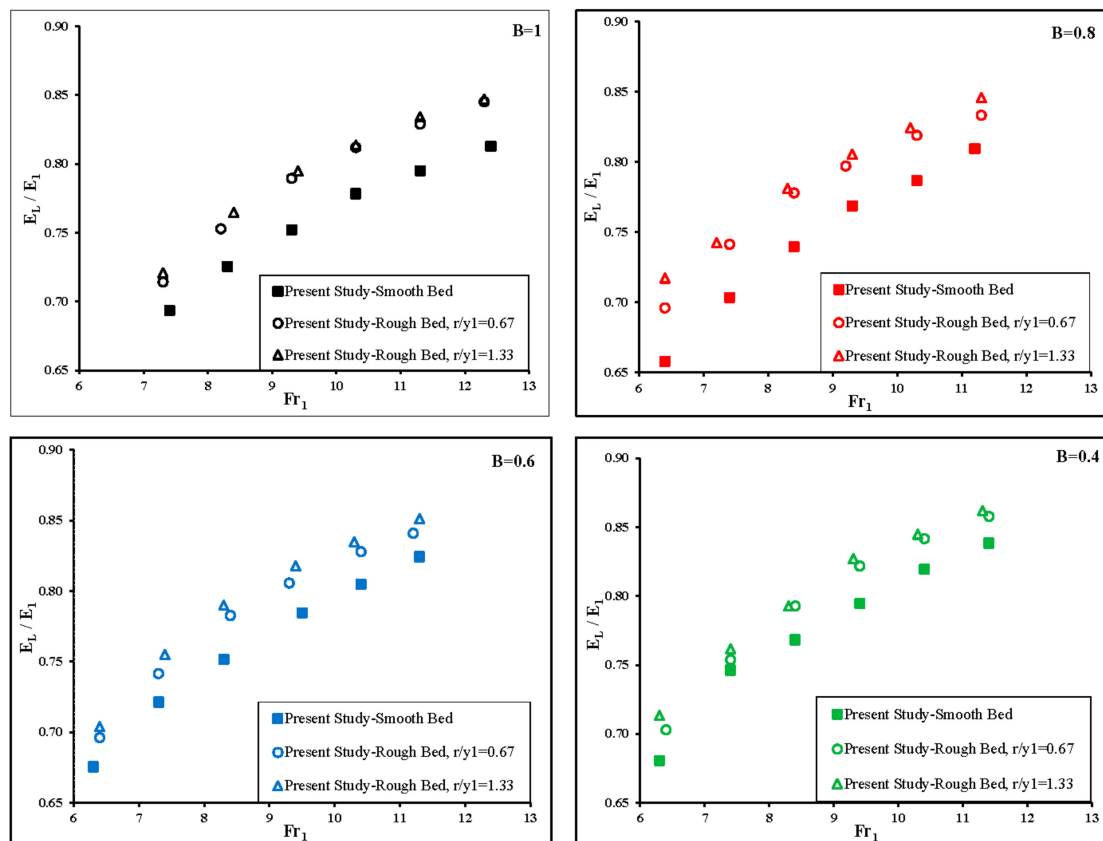 B=1
0.90
0.85
0.80
0.75
0.70
0.65
E_L / E_1
6 7 8 9 10 11 12 13
Fr_1
Present Study-Smooth Bed
Present Study-Rough Bed, r/y1=0.67
Present Study-Rough Bed, r/y1=1.33
B=0.8
0.90
0.85
0.80
0.75
0.70
0.65
E_L / E_1
6 7 8 9 10 11 12 13
Fr_1
Present Study-Smooth Bed
Present Study-Rough Bed, r/y1=0.67
Present Study-Rough Bed, r/y1=1.33
B=0.6
0.90
0.85
0.80
0.75
0.70
0.65
E_L / E_1
6 7 8 9 10 11 12 13
Fr_1
Present Study-Smooth Bed
Present Study-Rough Bed, r/y1=0.67
Present Study-Rough Bed, r/y1=1.33
B=0.4
0.90
0.85
0.80
0.75
0.70
0.65
E_L / E_1
6 7 8 9 10 11 12 13
Fr_1
Present Study-Smooth Bed
Present Study-Rough Bed, r/y1=0.67
Present Study-Rough Bed, r/y1=1.33